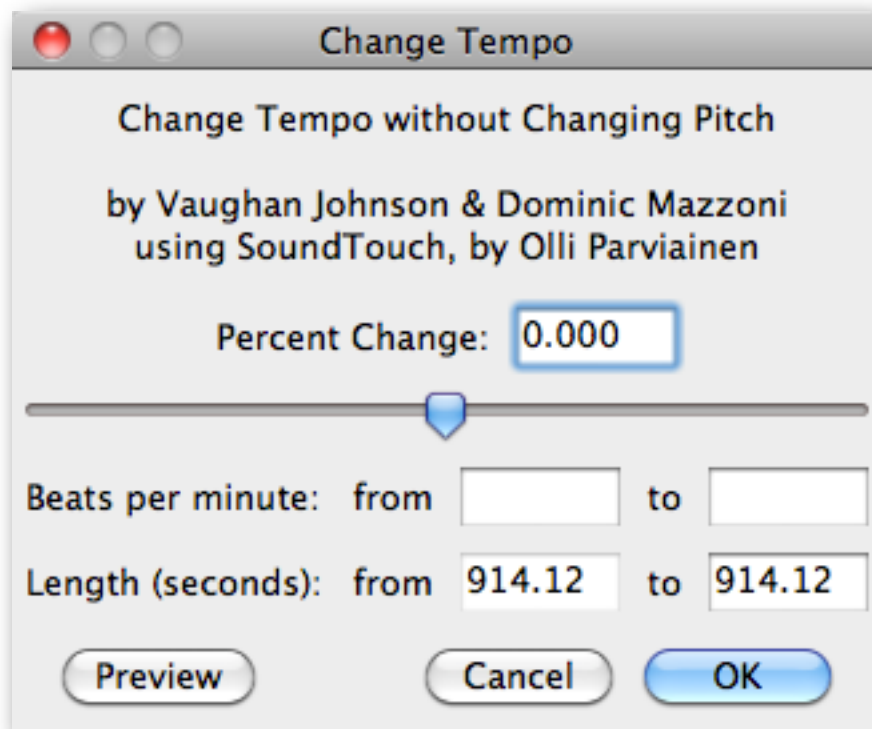 Change Tempo
Change Tempo without Changing Pitch
by Vaughan Johnson & Dominic Mazzoni
using SoundTouch, by Olli Parviainen
Percent Change: 0.000
Beats per minute: from to
Length (seconds): from 914.12 to 914.12
Preview Cancel OK